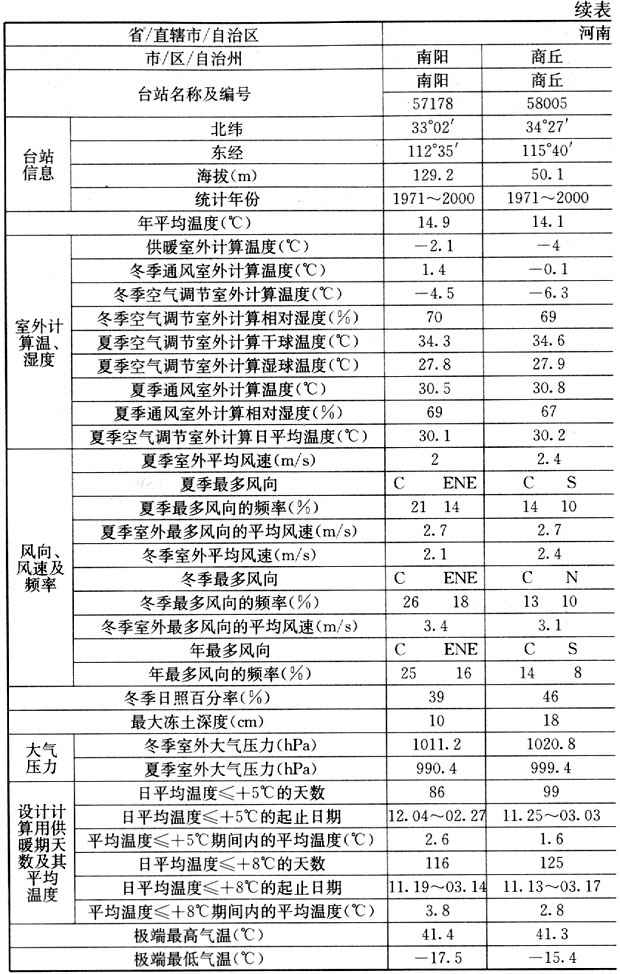 续表
省/直辖市/自治区 河南
市/区/自治州 南阳 商丘
台站名称及编号 南阳 商丘
57178 58005
台站信息 北纬 33°02′ 34°27′
东经 112°35′ 115°40′
海拔(m) 129.2 50.1
统计年份 1971～2000 1971～2000
年平均温度(℃) 14.9 14.1
室外计算温、湿度 供暖室外计算温度(℃) −2.1 −4
冬季通风室外计算温度(℃) 1.4 −0.1
冬季空气调节室外计算温度(℃) −4.5 −6.3
冬季空气调节室外计算相对湿度(%) 70 69
夏季空气调节室外计算干球温度(℃) 34.3 34.6
夏季空气调节室外计算湿球温度(℃) 27.8 27.9
夏季通风室外计算温度(℃) 30.5 30.8
夏季通风室外计算相对湿度(%) 69 67
夏季空气调节室外计算日平均温度(℃) 30.1 30.2
风向、风速及频率 夏季室外平均风速(m/s) 2 2.4
夏季最多风向 C ENE C S
夏季最多风向的频率(%) 21 14 14 10
夏季室外最多风向的平均风速(m/s) 2.7 2.7
冬季室外平均风速(m/s) 2.1 2.4
冬季最多风向 C ENE C N
冬季最多风向的频率(%) 26 18 13 10
冬季室外最多风向的平均风速(m/s) 3.4 3.1
年最多风向 C ENE C S
年最多风向的频率(%) 25 16 14 8
冬季日照百分率(%) 39 46
最大冻土深度(cm) 10 18
大气压力 冬季室外大气压力(hPa) 1011.2 1020.8
夏季室外大气压力(hPa) 990.4 999.4
设计计算用供暖期天数及其平均温度 日平均温度≤+5℃的天数 86 99
日平均温度≤+5℃的起止日期 12.04～02.27 11.25～03.03
平均温度≤+5℃期间内的平均温度(℃) 2.6 1.6
日平均温度≤+8℃的天数 116 125
日平均温度≤+8℃的起止日期 11.19～03.14 11.13～03.17
平均温度≤+8℃期间内的平均温度(℃) 3.8 2.8
极端最高气温(℃) 41.4 41.3
极端最低气温(℃) −17.5 −15.4